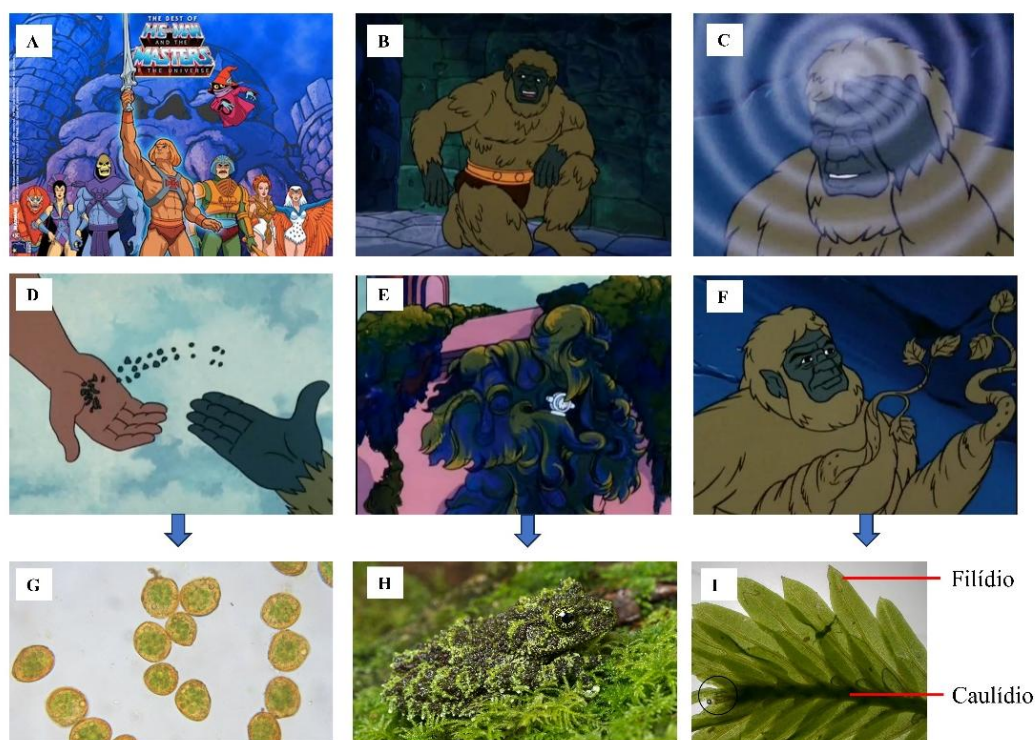 A
THE BEST OF
HE-MAN
AND THE
MASTERS
OF THE UNIVERSE
B
C
D
E
F
G
H
I
Filídio
Caulídio